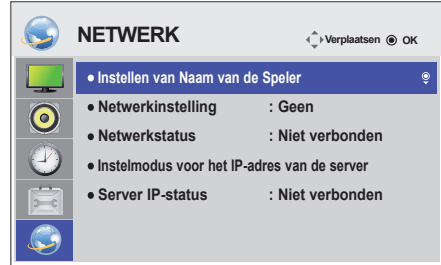 NETWERK
Verplaatsen OK
• Instellen van Naam van de Speler
• Netwerkinstelling : Geen
• Netwerkstatus : Niet verbonden
• Instelmodus voor het IP-adres van de server
• Server IP-status : Niet verbonden